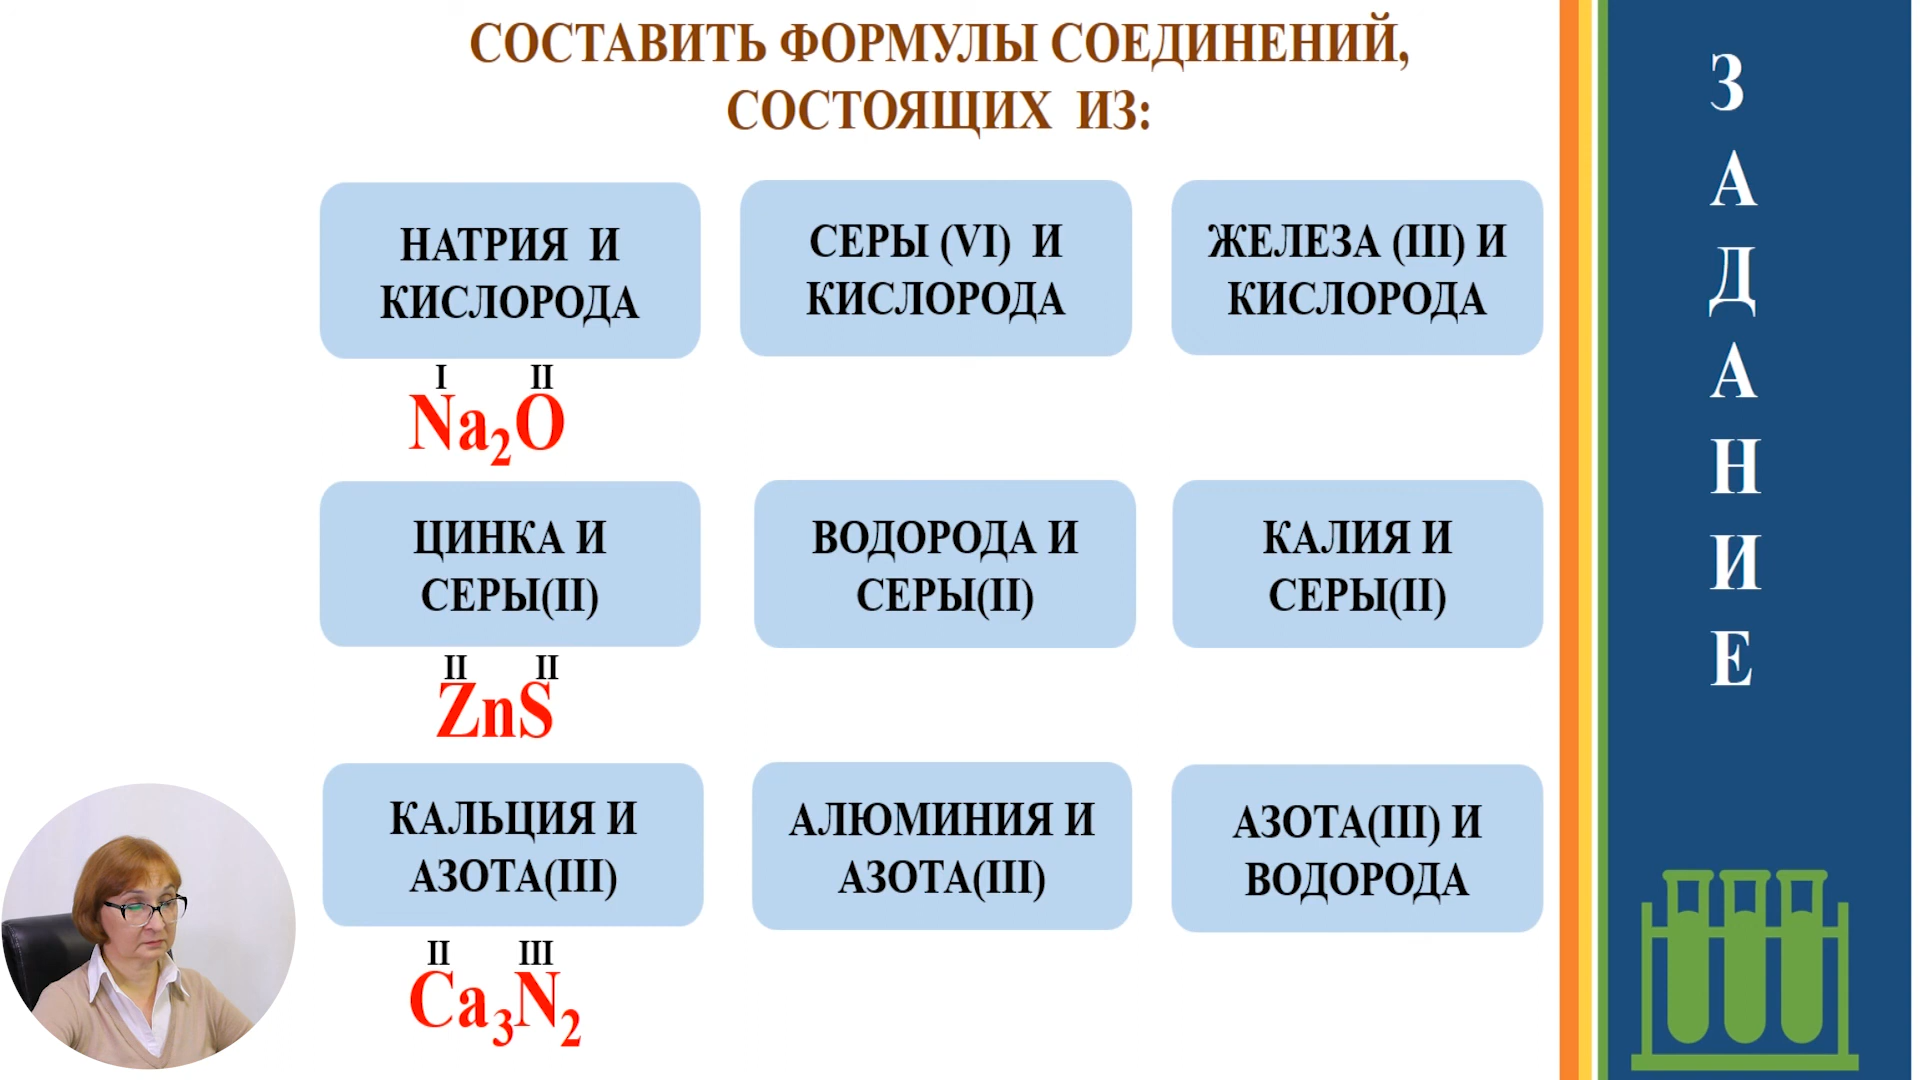 СОСТАВИТЬ ФОРМУЛЫ СОЕДИНЕНИЙ,
СОСТОЯЩИХ ИЗ:
НАТРИЯ И
КИСЛОРОДА
СЕРЫ (VI) И
КИСЛОРОДА
ЖЕЛЕЗА (III) И
КИСЛОРОДА
I II
Na₂O
ЦИНКА И
СЕРЫ(II)
ВОДОРОДА И
СЕРЫ(II)
КАЛИЯ И
СЕРЫ(II)
II II
ZnS
КАЛЬЦИЯ И
АЗОТА(III)
АЛЮМИНИЯ И
АЗОТА(III)
АЗОТА(III) И
ВОДОРОДА
II III
Ca₃N₂
З
А
Д
А
Н
И
Е